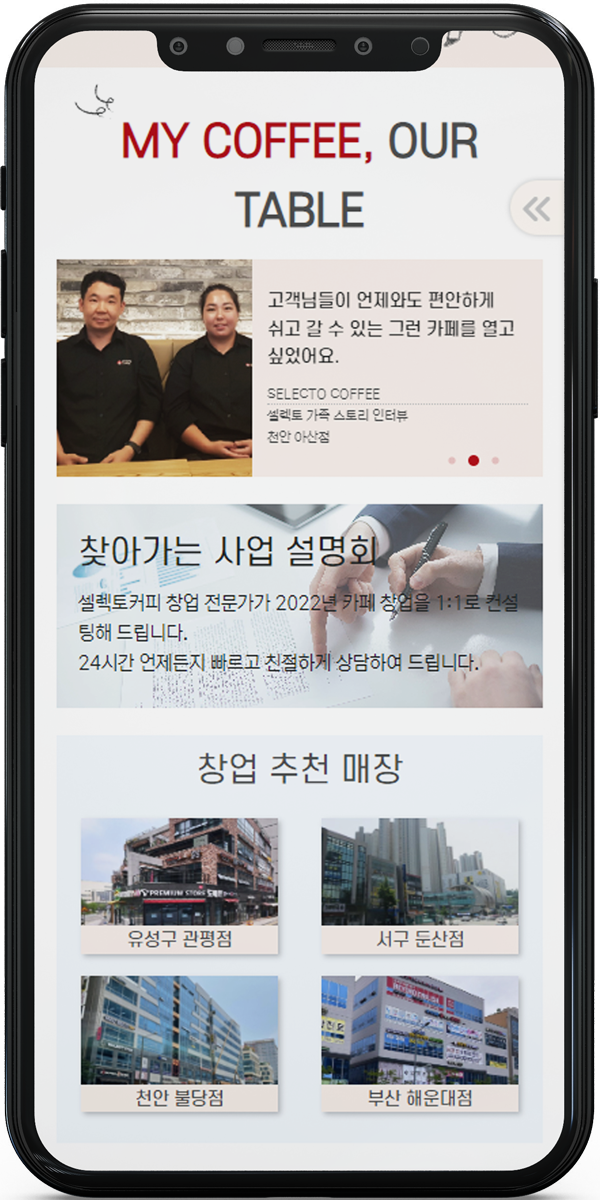 MY COFFEE, OUR
TABLE
고객님들이 언제와도 편안하게
쉬고 갈 수 있는 그런 카페를 열고
싶었어요.
SELECTO COFFEE
셀렉토 가족 스토리 인터뷰
천안 아산점
찾아가는 사업 설명회
셀렉토커피 창업 전문가가 2022년 카페 창업을 1:1로 컨설
팅해 드립니다.
24시간 언제든지 빠르고 친절하게 상담하여 드립니다.
창업 추천 매장
PREMIUM STORE
유성구 관평점
서구 둔산점
천안 불당점
부산 해운대점